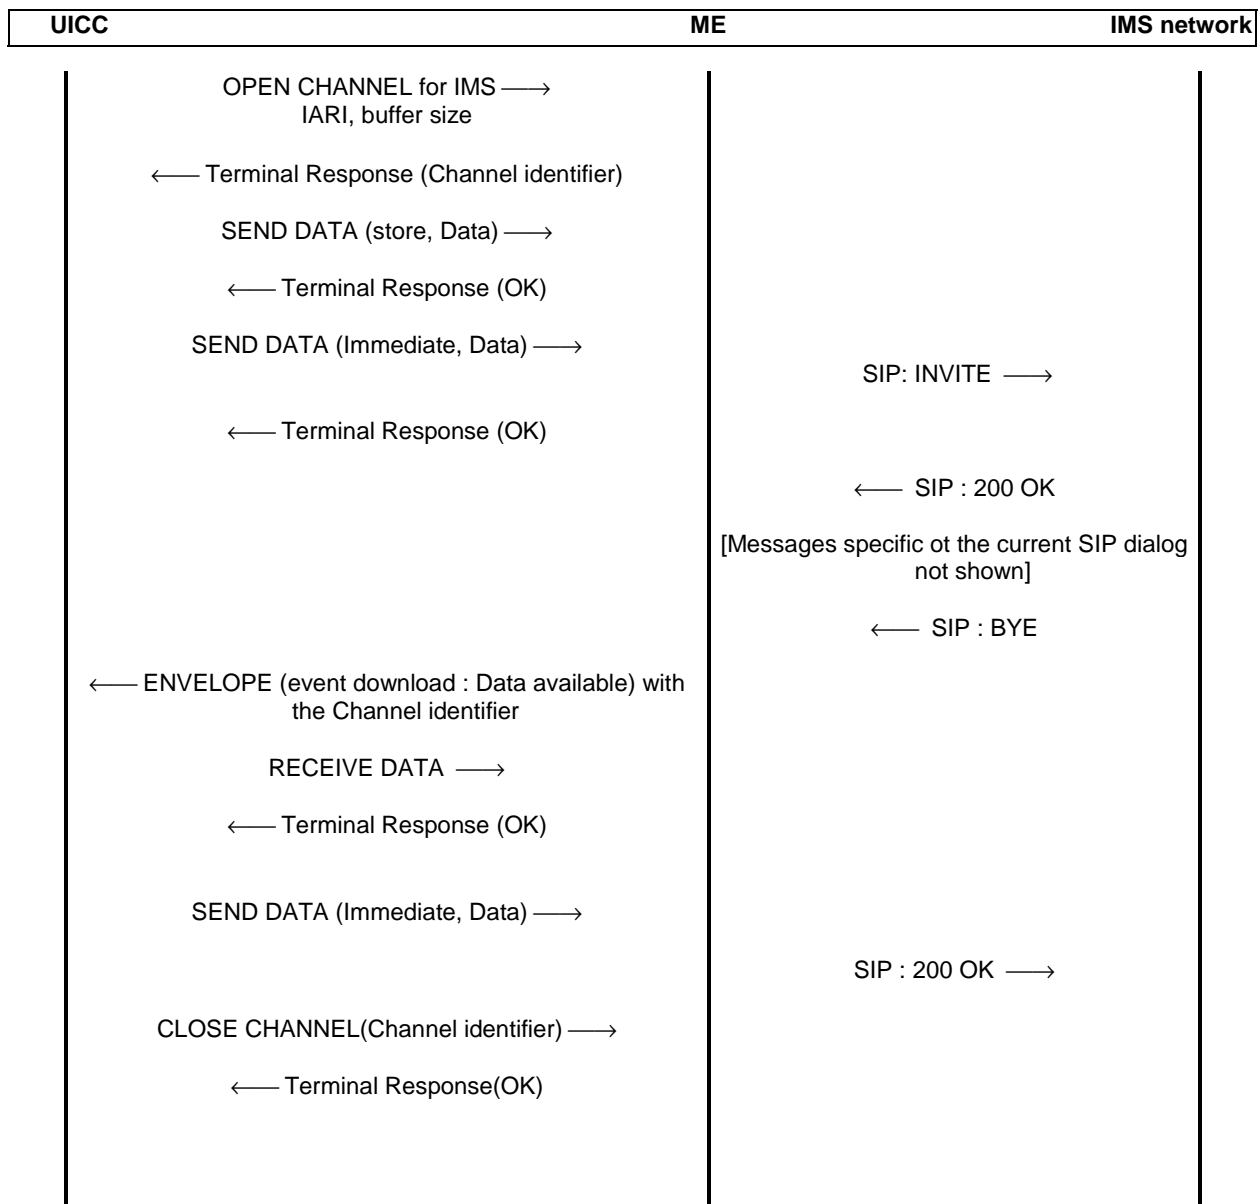 UICC ME IMS network
OPEN CHANNEL for IMS ⟶
IARI, buffer size
⟵ Terminal Response (Channel identifier)
SEND DATA (store, Data) ⟶
⟵ Terminal Response (OK)
SEND DATA (Immediate, Data) ⟶
SIP: INVITE ⟶
⟵ Terminal Response (OK)
⟵ SIP : 200 OK
[Messages specific ot the current SIP dialog
not shown]
⟵ SIP : BYE
⟵ ENVELOPE (event download : Data available) with
the Channel identifier
RECEIVE DATA ⟶
⟵ Terminal Response (OK)
SEND DATA (Immediate, Data) ⟶
SIP : 200 OK ⟶
CLOSE CHANNEL(Channel identifier) ⟶
⟵ Terminal Response(OK)